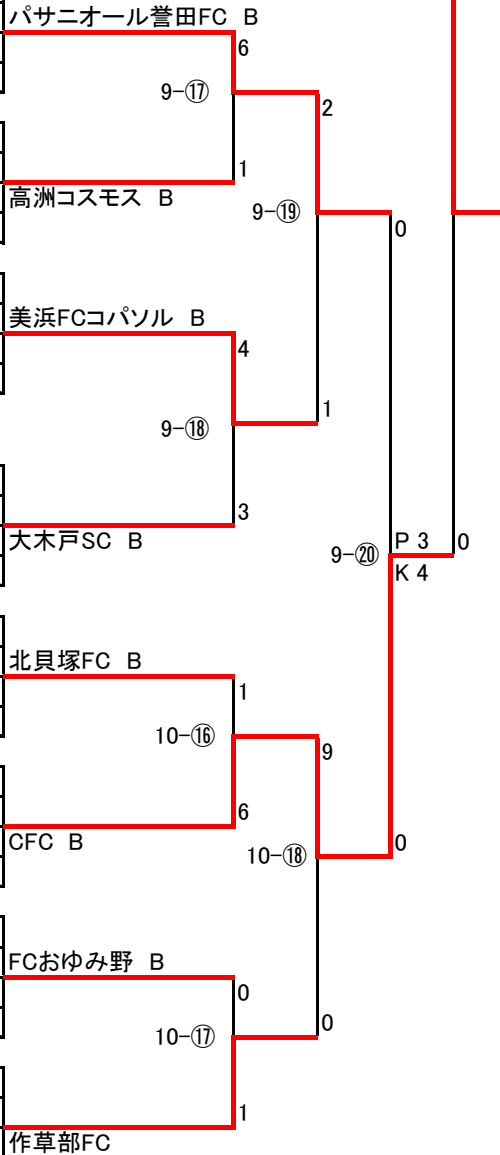 パサニオール誉田FC B
6
9-⑰
2
1
高洲コスモス B
9-⑲
0
美浜FCコパソル B
4
1
9-⑱
3
大木戸SC B
P 3
0
9-⑳
K 4
北貝塚FC B
1
10-⑯
9
6
CFC B
0
10-⑱
FCおゆみ野 B
0
0
10-⑰
1
作草部FC